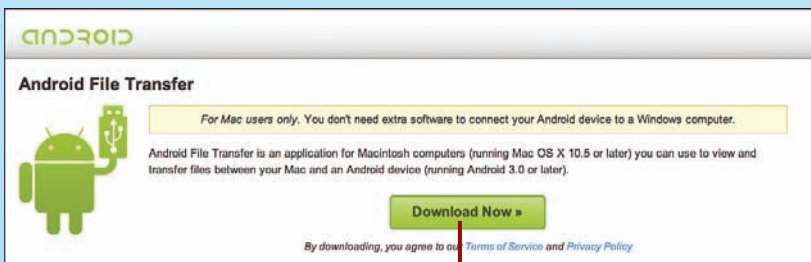 ANDROID
Android File Transfer
For Mac users only. You don't need extra software to connect your Android device to a Windows computer.
Android File Transfer is an application for Macintosh computers (running Mac OS X 10.5 or later) you can use to view and
transfer files between your Mac and an Android device (running Android 3.0 or later).
Download Now »
By downloading, you agree to our Terms of Service and Privacy Policy